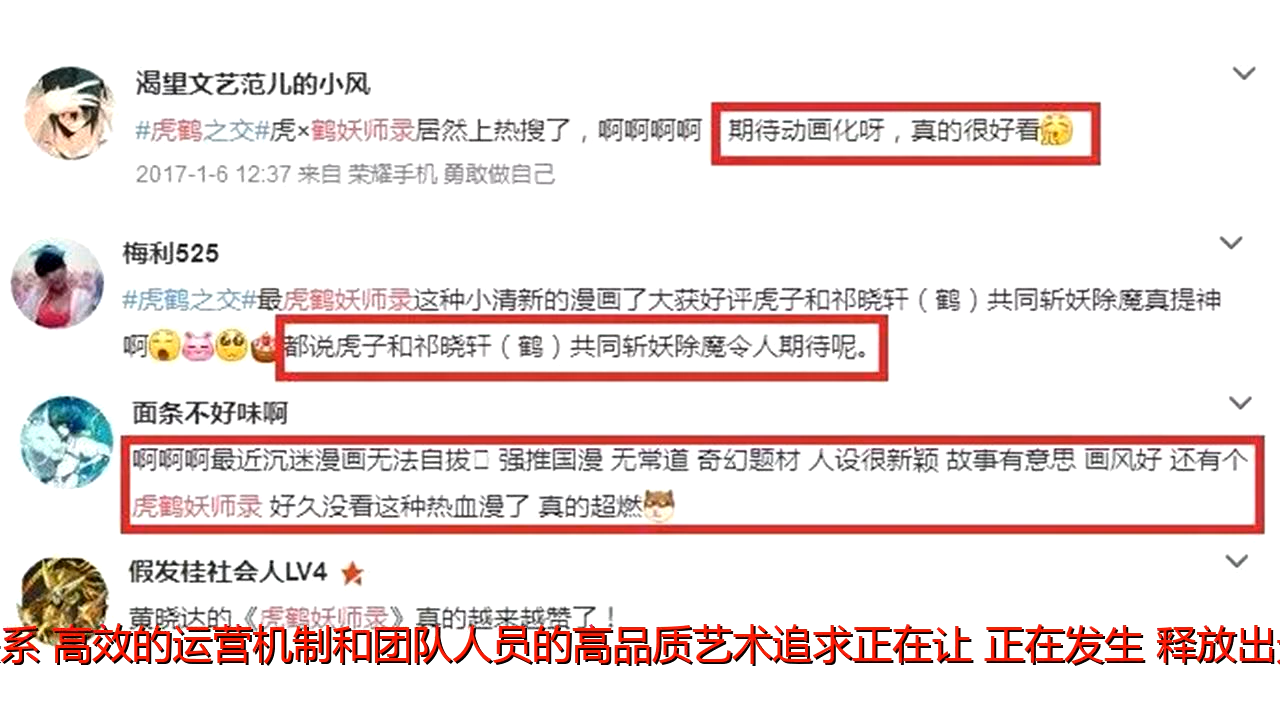 渴望文艺范儿的小风
#虎鹤之交#虎×鹤妖师录居然上热搜了，啊啊啊啊 期待动画化呀，真的很好看
2017-1-6 12:37 来自 荣耀手机 勇敢做自己
梅利525
#虎鹤之交#最虎鹤妖师录这种小清新的漫画了大获好评虎子和祁晓轩（鹤）共同斩妖除魔真提神
啊 都说虎子和祁晓轩（鹤）共同斩妖除魔令人期待呢。
面条不好味啊
啊啊啊最近沉迷漫画无法自拔 强推国漫 无常道 奇幻题材 人设很新颖 故事有意思 画风好 还有个
虎鹤妖师录 好久没看这种热血漫了 真的超燃
假发桂社会人LV4
黄晓达的《虎鹤妖师录》真的越来越赞了！
系 高效的运营机制和团队人员的高品质艺术追求正在让 正在发生 释放出